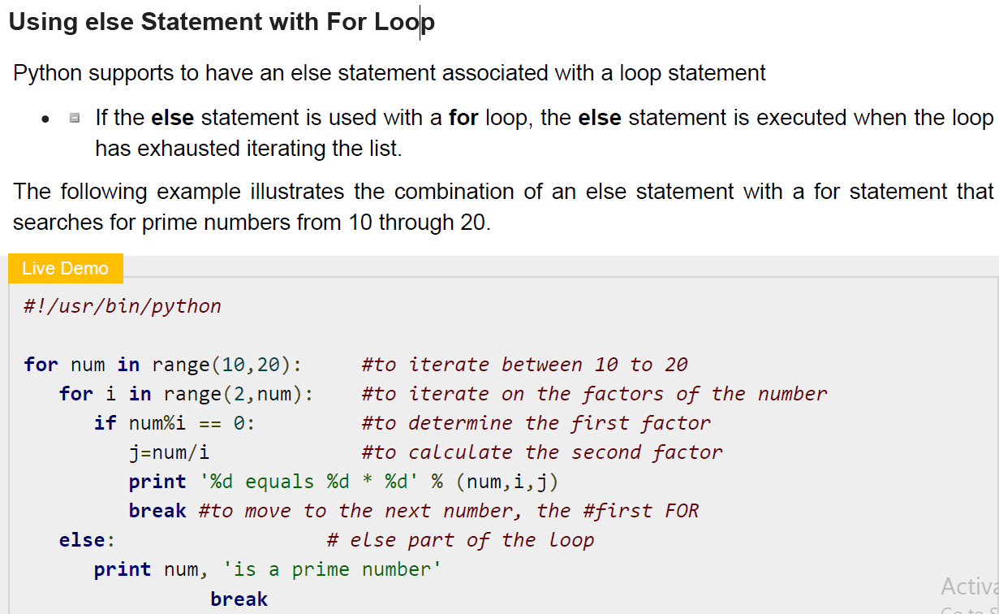 Using else Statement with For Loop
Python supports to have an else statement associated with a loop statement
If the else statement is used with a for loop, the else statement is executed when the loop
has exhausted iterating the list.
The following example illustrates the combination of an else statement with a for statement that
searches for prime numbers from 10 through 20.
Live Demo
#!/usr/bin/python
for num in range(10,20):     #to iterate between 10 to 20
   for i in range(2,num):    #to iterate on the factors of the number
      if num%i == 0:         #to determine the first factor
         j=num/i             #to calculate the second factor
         print '%d equals %d * %d' % (num,i,j)
         break #to move to the next number, the #first FOR
   else:                  # else part of the loop
      print num, 'is a prime number'
                break